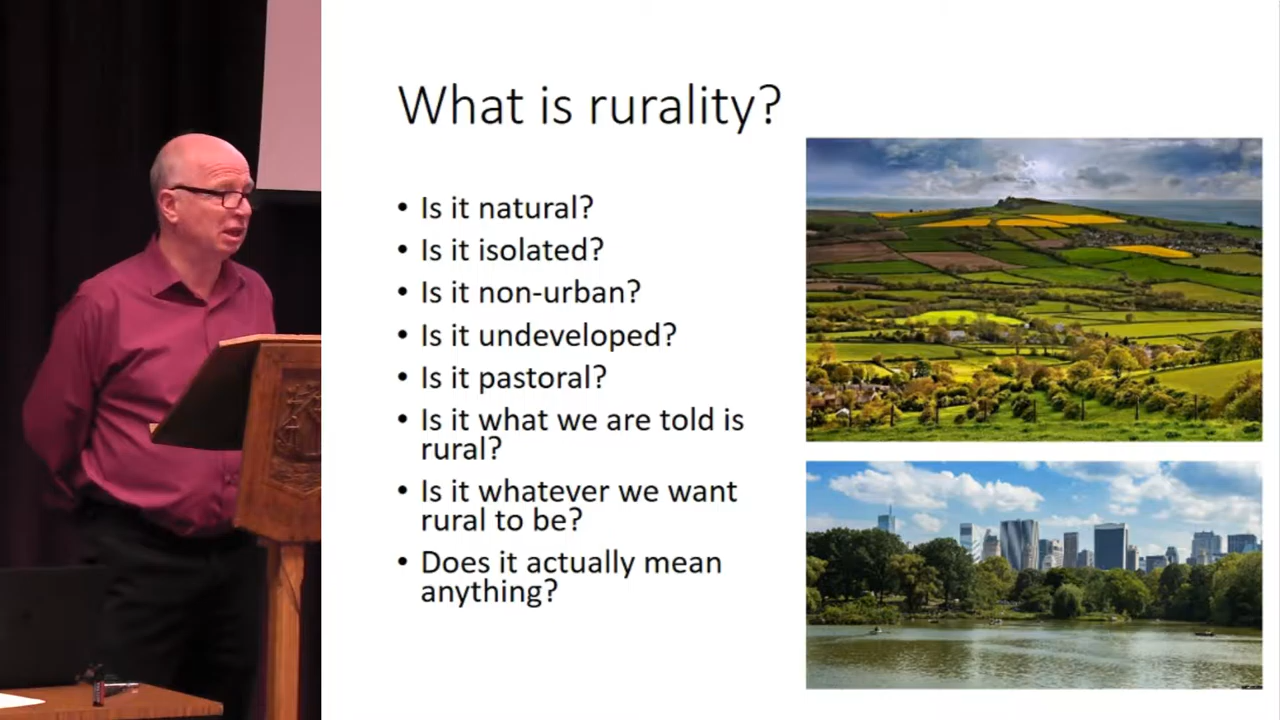 What is rurality?
• Is it natural?
• Is it isolated?
• Is it non-urban?
• Is it undeveloped?
• Is it pastoral?
• Is it what we are told is
rural?
• Is it whatever we want
rural to be?
• Does it actually mean
anything?